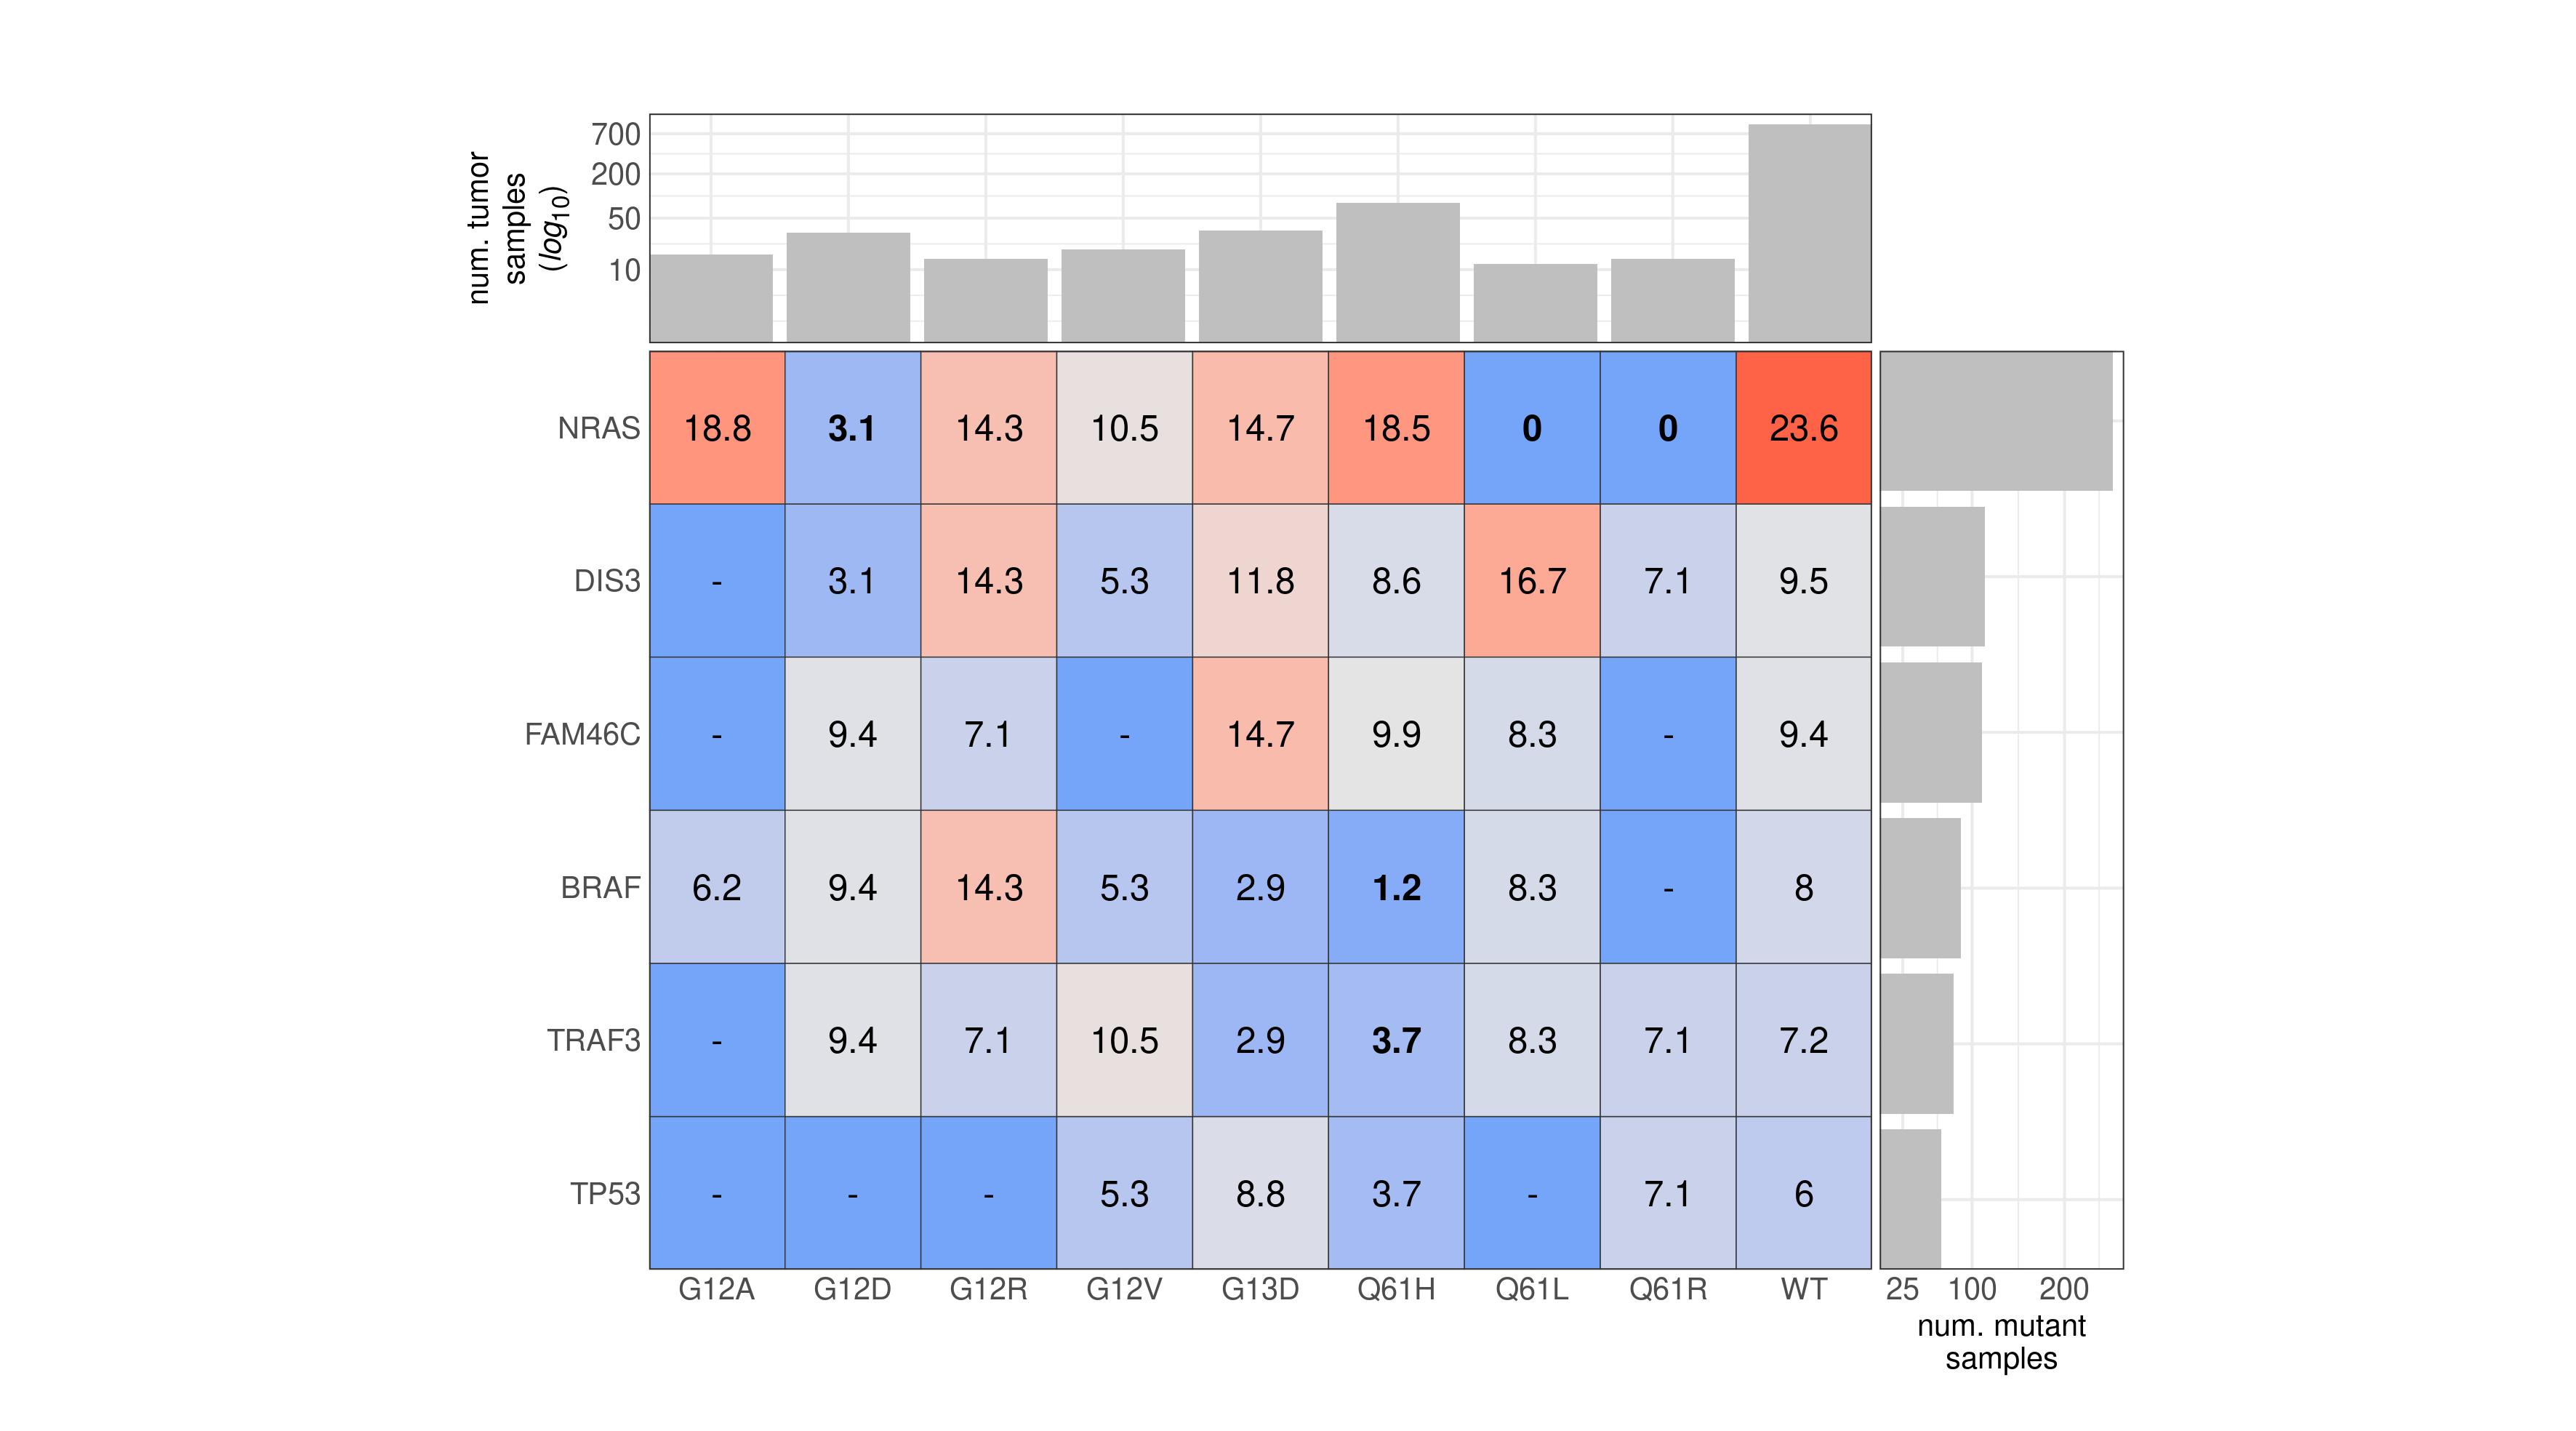 num. tumor
samples
(log10)
700
200
50
10
NRAS 18.8 3.1 14.3 10.5 14.7 18.5 0 0 23.6
DIS3 - 3.1 14.3 5.3 11.8 8.6 16.7 7.1 9.5
FAM46C - 9.4 7.1 - 14.7 9.9 8.3 - 9.4
BRAF 6.2 9.4 14.3 5.3 2.9 1.2 8.3 - 8
TRAF3 - 9.4 7.1 10.5 2.9 3.7 8.3 7.1 7.2
TP53 - - - 5.3 8.8 3.7 - 7.1 6
G12A G12D G12R G12V G13D Q61H Q61L Q61R WT
25 100 200
num. mutant
samples